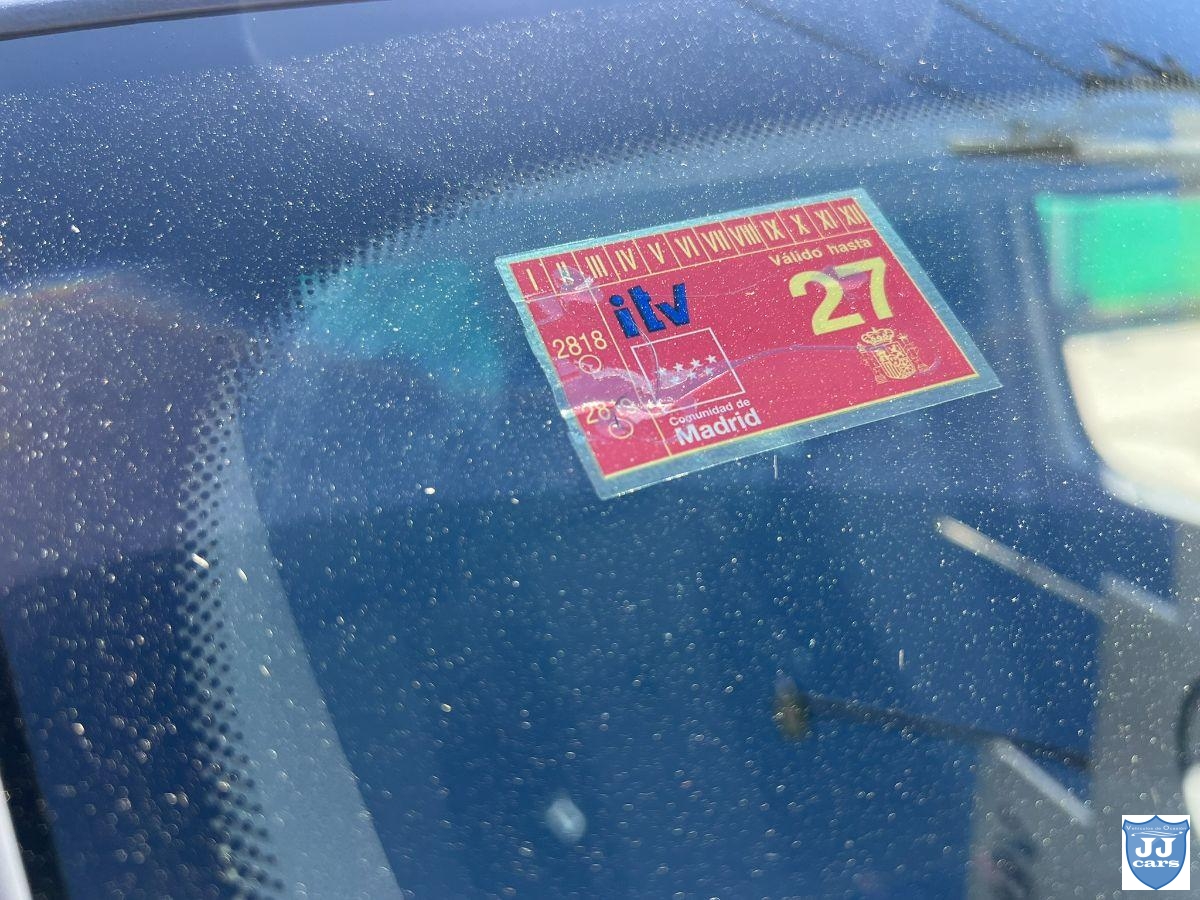 I II III IV V VI VII VIII IX X XI XII
Válido hasta
27
itv
2818
28
Comunidad de
Madrid
JJ
cars